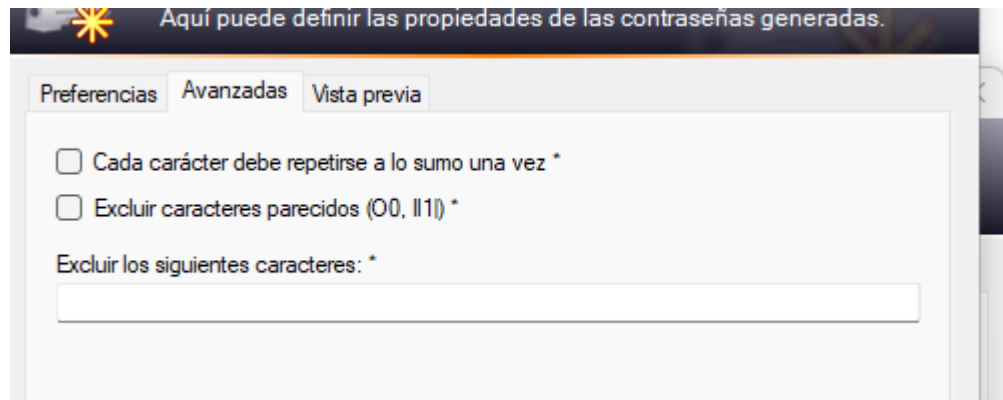 Aquí puede definir las propiedades de las contraseñas generadas.
Preferencias Avanzadas Vista previa
Cada carácter debe repetirse a lo sumo una vez *
Excluir caracteres parecidos (O0, Il1|) *
Excluir los siguientes caracteres: *